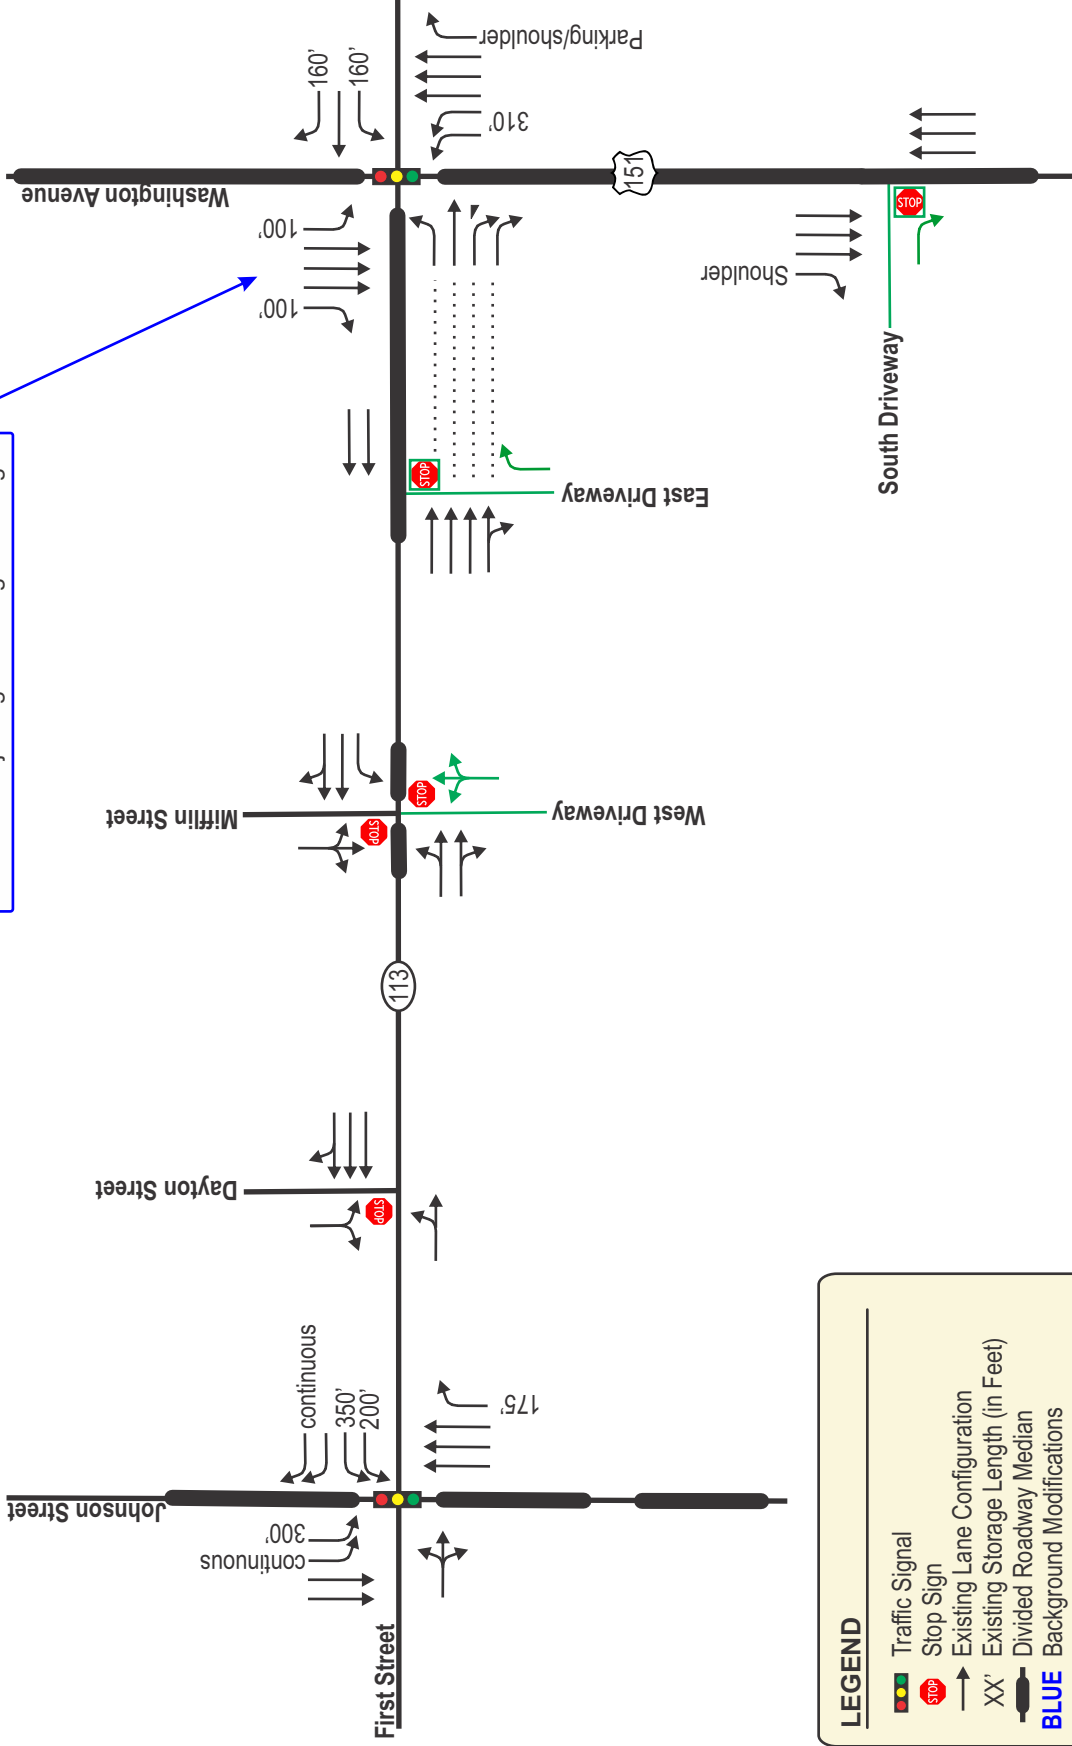 Washington Avenue
160'
160'
Parking/shoulder
310'
100'
100'
151
STOP
Shoulder
South Driveway
STOP
East Driveway
Mifflin Street
STOP
STOP
West Driveway
113
Dayton Street
STOP
Johnson Street
continuous
350'
200'
175'
300'
continuous
First Street
LEGEND
Traffic Signal
STOP Stop Sign
Existing Lane Configuration
XX' Existing Storage Length (in Feet)
Divided Roadway Median
BLUE Background Modifications